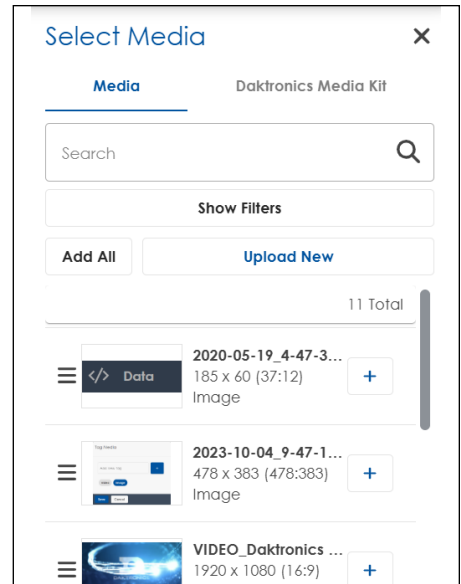 Select Media
Media
Daktronics Media Kit
Search
Show Filters
Add All
Upload New
11 Total
</> Data
2020-05-19_4-47-3...
185 x 60 (37:12)
Image
Tag Media
2023-10-04_9-47-1...
478 x 383 (478:383)
Image
VIDEO_Daktronics ...
1920 x 1080 (16:9)